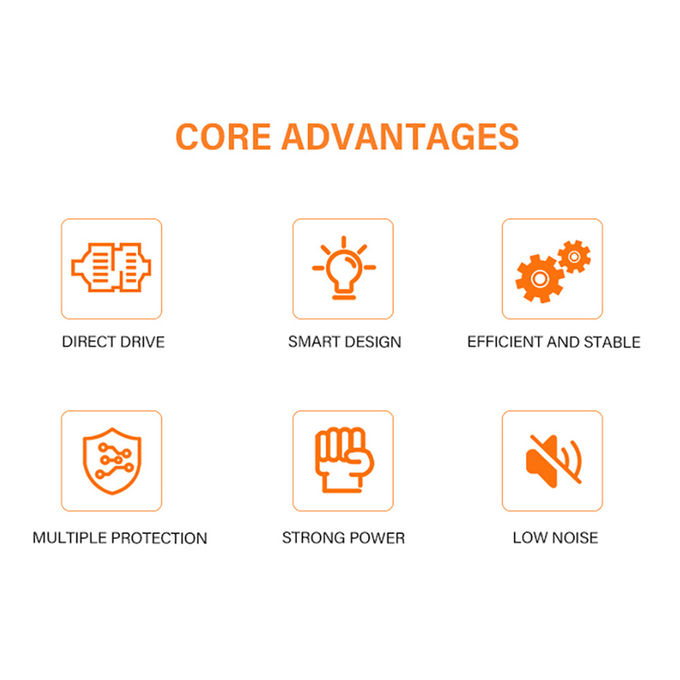 CORE ADVANTAGES
DIRECT DRIVE
SMART DESIGN
EFFICIENT AND STABLE
MULTIPLE PROTECTION
STRONG POWER
LOW NOISE